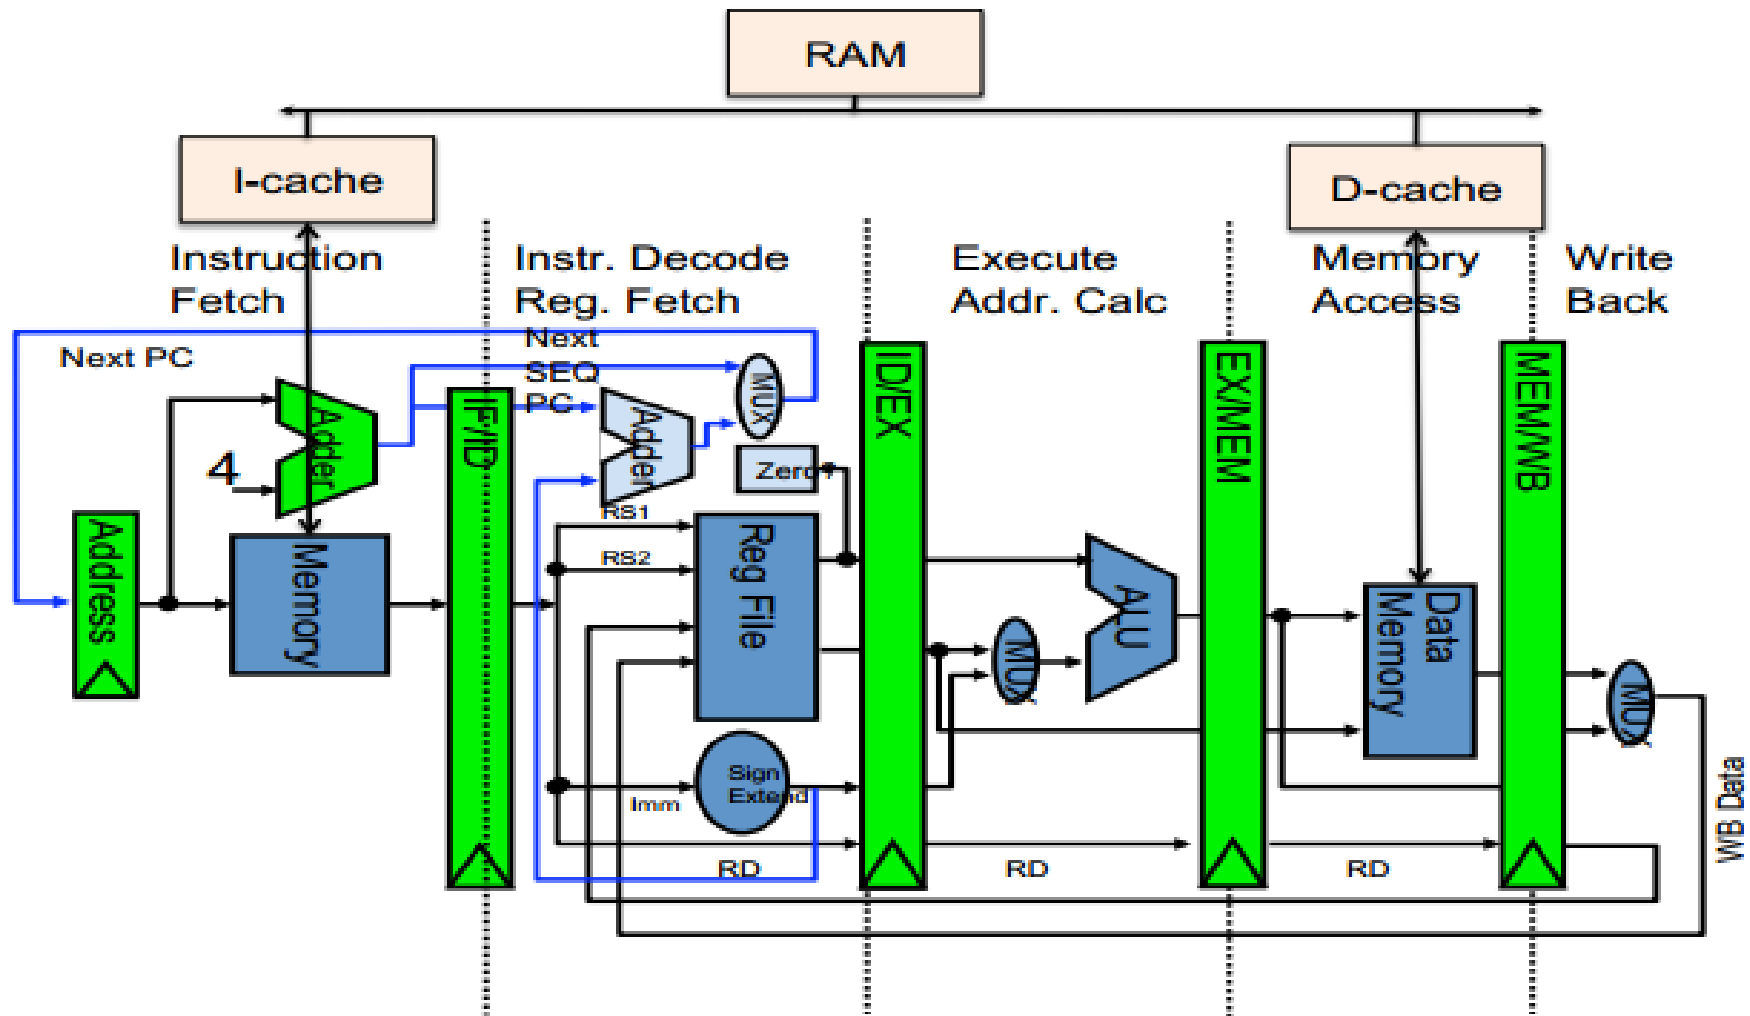 RAM
I-cache
D-cache
Instruction
Fetch
Instr. Decode
Reg. Fetch
Execute
Addr. Calc
Memory
Access
Write
Back
Next PC
Next
SEQ
PC
4
Adder
Adder
MUX
Zero?
IF/ID
ID/EX
EX/MEM
MEM/WB
Address
Memory
RS1
RS2
Reg File
MUX
ALU
Data
Memory
MUX
Sign
Extend
Imm
RD
RD
RD
WB Data